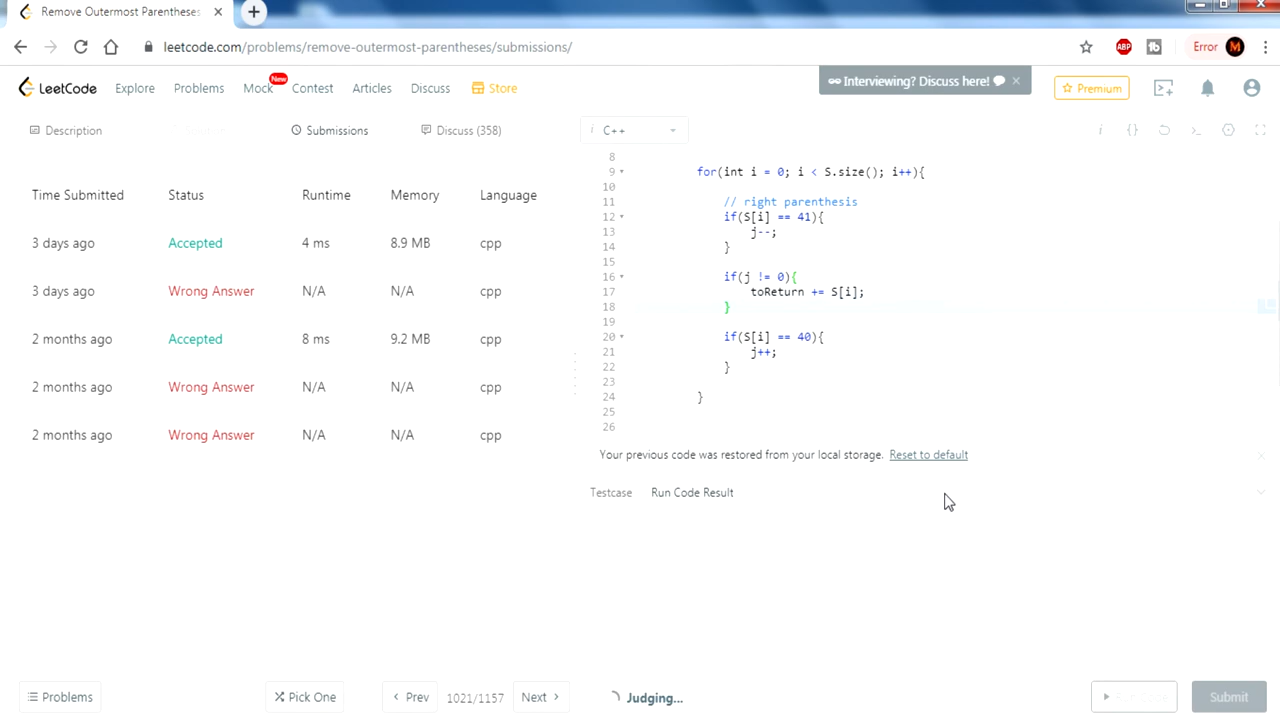 Remove Outermost Parentheses
leetcode.com/problems/remove-outermost-parentheses/submissions/
ABP
Error M
LeetCode
Explore
Problems
Mock
New
Contest
Articles
Discuss
Store
Interviewing? Discuss here!
Premium
Description
Submissions
Discuss (358)
i C++
i {}
Time Submitted Status Runtime Memory Language
3 days ago Accepted 4 ms 8.9 MB cpp
3 days ago Wrong Answer N/A N/A cpp
2 months ago Accepted 8 ms 9.2 MB cpp
2 months ago Wrong Answer N/A N/A cpp
2 months ago Wrong Answer N/A N/A cpp
8
9 for(int i = 0; i < S.size(); i++){
10
11 // right parenthesis
12 if(S[i] == 41){
13 j--;
14 }
15
16 if(j != 0){
17 toReturn += S[i];
18 }
19
20 if(S[i] == 40){
21 j++;
22 }
23
24 }
25
26
Your previous code was restored from your local storage. Reset to default
Testcase Run Code Result
Problems
Pick One
Prev
1021/1157
Next
Judging...
Submit